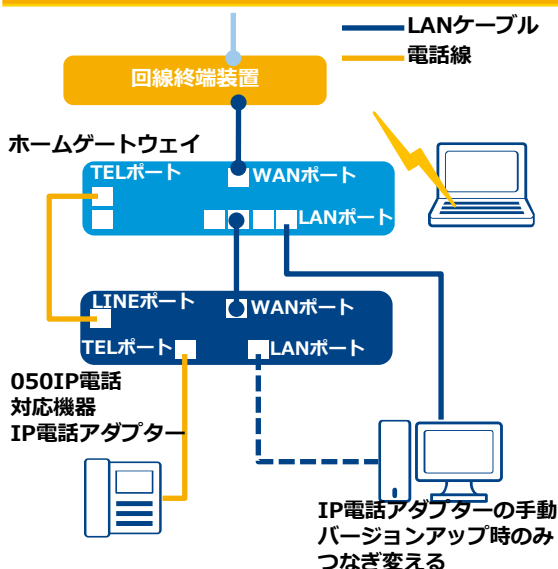 LANケーブル
電話線
回線終端装置
ホームゲートウェイ
TELポート
WANポート
LANポート
LINEポート
WANポート
TELポート
LANポート
050IP電話
対応機器
IP電話アダプター
IP電話アダプターの手動
バージョンアップ時のみ
つなぎ変える